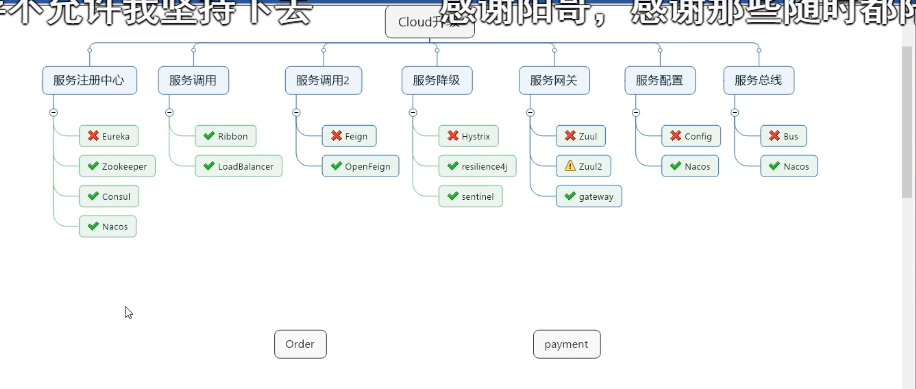 不允许我坚持下去
感谢阳哥，感谢那些随时都
Cloud升级
服务注册中心
服务调用
服务调用2
服务降级
服务网关
服务配置
服务总线
Eureka
Ribbon
Feign
Hystrix
Zuul
Config
Bus
Zookeeper
LoadBalancer
OpenFeign
resilience4j
Zuul2
Nacos
Nacos
Consul
sentinel
gateway
Nacos
Order
payment